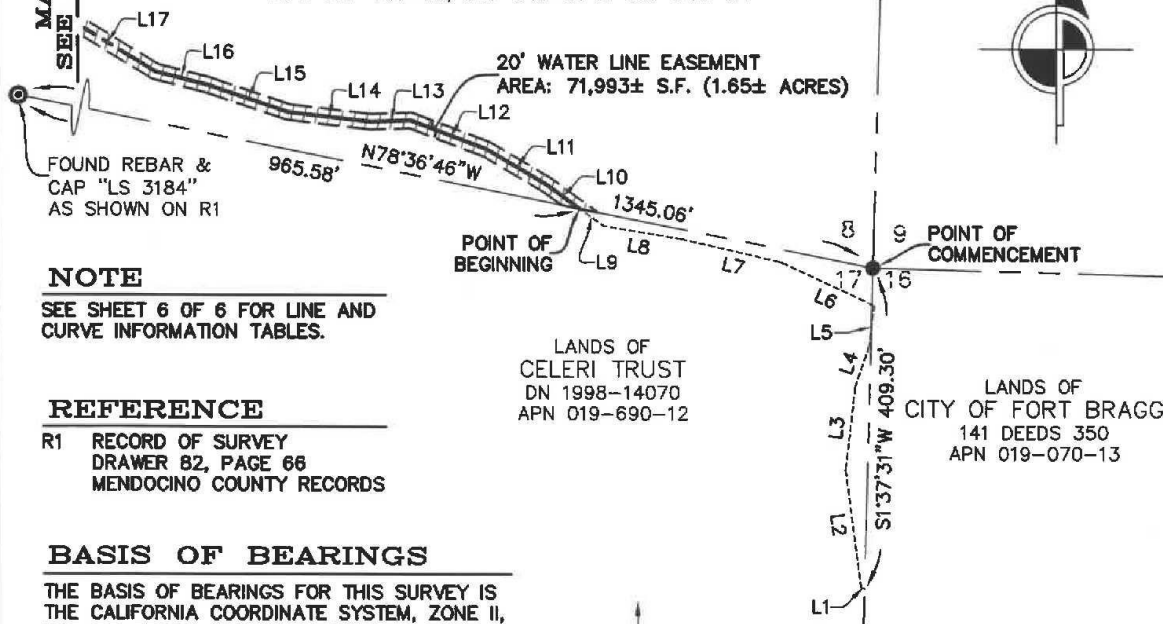 MA
SEE
L17
L16
L15
L14
L13
L12
L11
L10
20' WATER LINE EASEMENT
AREA: 71,993± S.F. (1.65± ACRES)
FOUND REBAR &
CAP "LS 3184"
AS SHOWN ON R1
965.58'
N78°36'46"W
1345.06'
POINT OF
BEGINNING
L9
L8
L7
L6
L5
L4
L3
L2
L1
8
9
17
16
POINT OF
COMMENCEMENT
S1°37'31"W 409.30'
NOTE
SEE SHEET 6 OF 6 FOR LINE AND
CURVE INFORMATION TABLES.
LANDS OF
CELERI TRUST
DN 1998-14070
APN 019-690-12
LANDS OF
CITY OF FORT BRAGG
141 DEEDS 350
APN 019-070-13
REFERENCE
R1 RECORD OF SURVEY
DRAWER 82, PAGE 66
MENDOCINO COUNTY RECORDS
BASIS OF BEARINGS
THE BASIS OF BEARINGS FOR THIS SURVEY IS
THE CALIFORNIA COORDINATE SYSTEM, ZONE II,